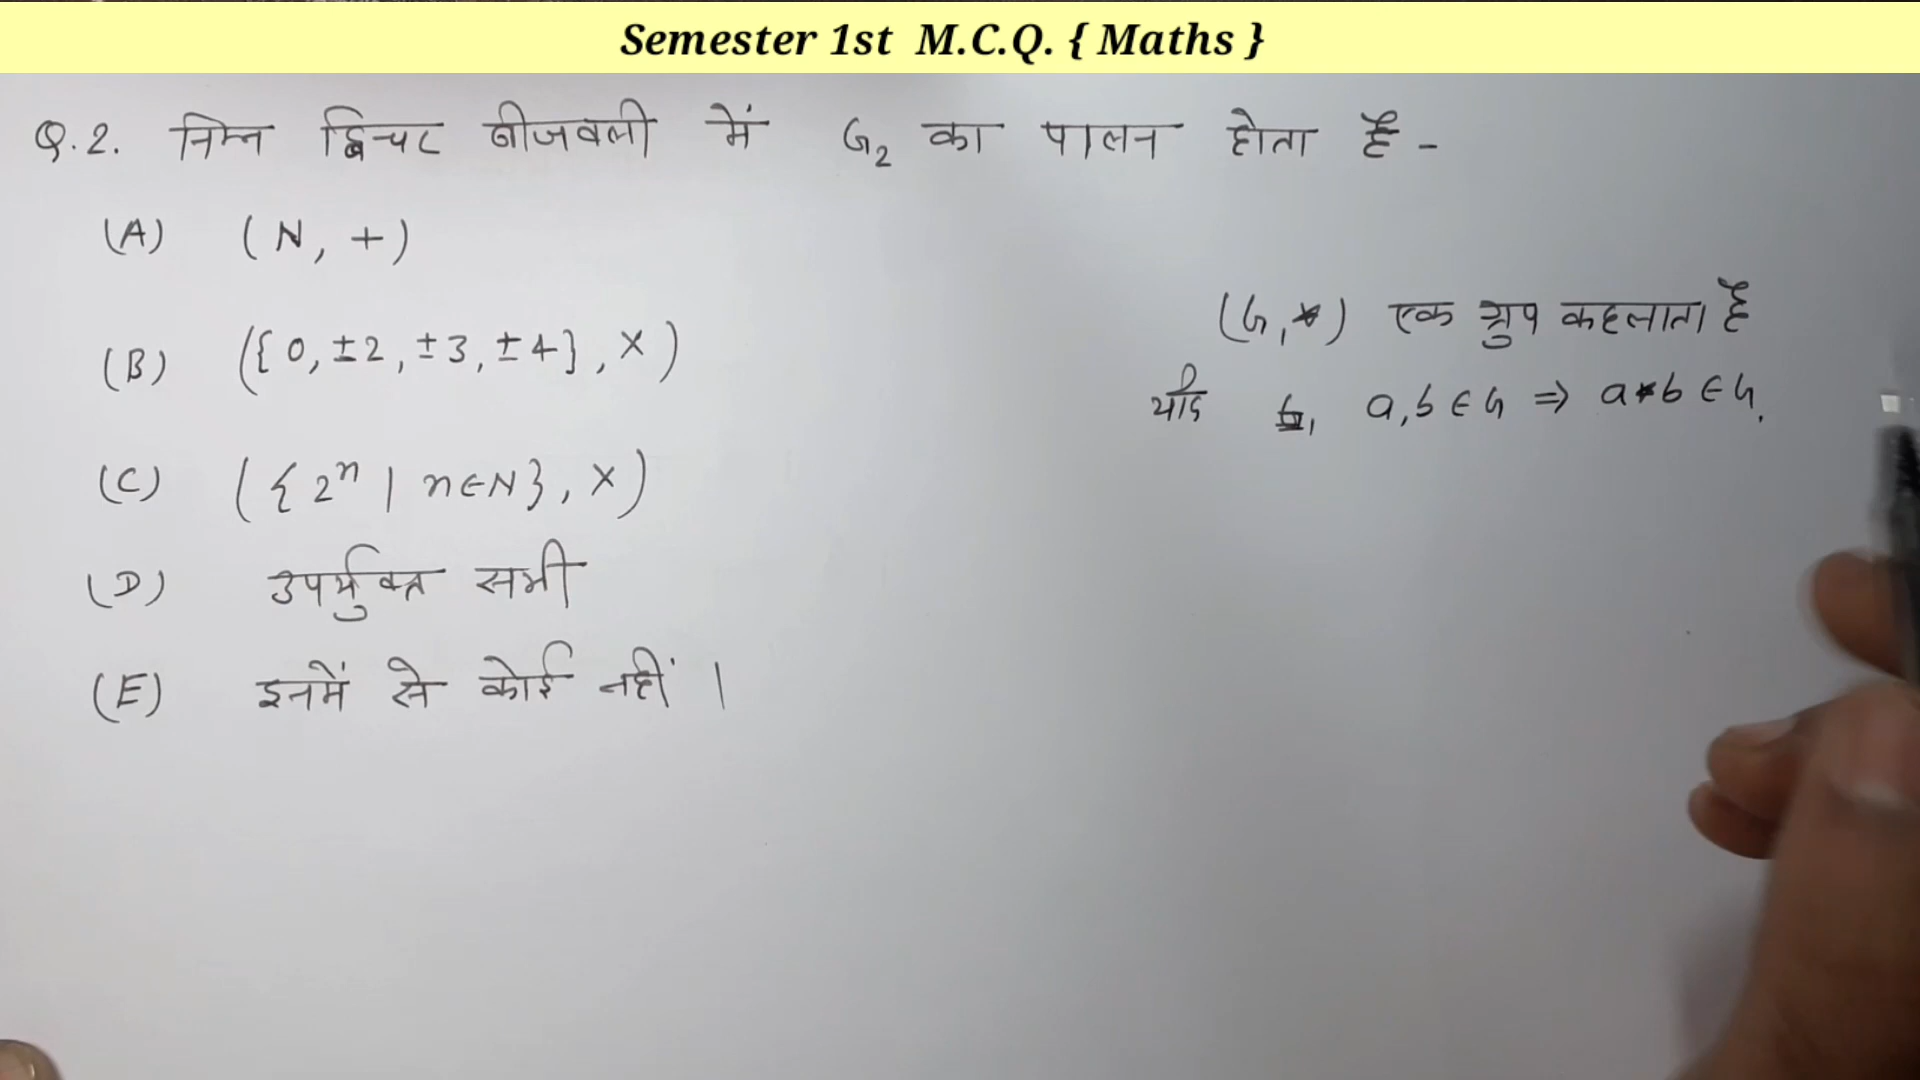 Semester 1st M.C.Q. { Maths }
Q.2. निम्न द्विचर बीजवली में G₂ का पालन होता है -
(A) (N, +)
(B) ({0, ±2, ±3, ±4}, ×)
(C) ({2ⁿ | n∈N}, ×)
(D) उपर्युक्त सभी
(E) इनमें से कोई नहीं ।
(G, *) एक ग्रुप कहलाता है
यदि G₁ a, b ∈ G ⇒ a*b ∈ G.